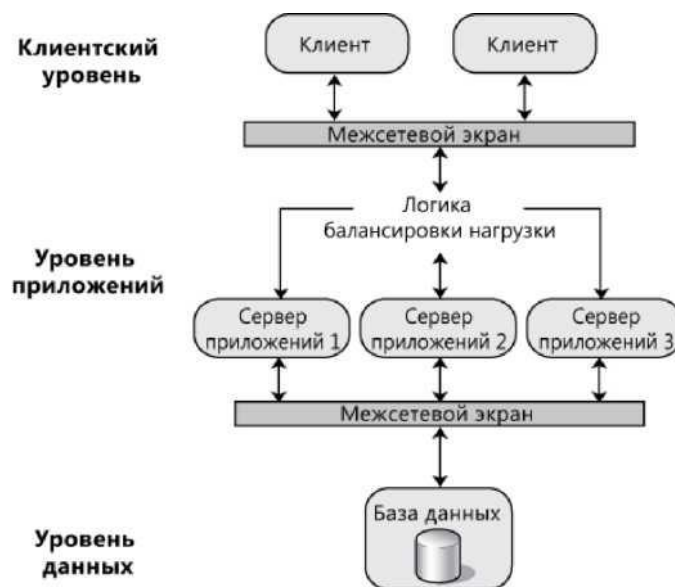 Клиентский
уровень
Клиент
Клиент
Межсетевой экран
Логика
балансировки нагрузки
Уровень
приложений
Сервер
приложений 1
Сервер
приложений 2
Сервер
приложений 3
Межсетевой экран
База данных
Уровень
данных